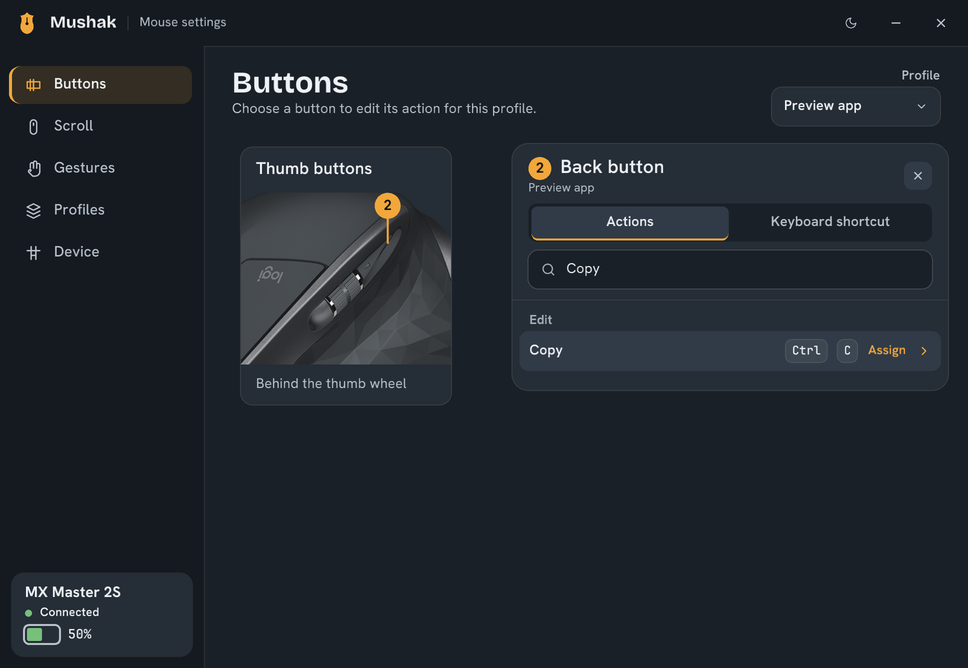 Mushak
Mouse settings
Buttons
Scroll
Gestures
Profiles
Device
MX Master 2S
Connected
50%
Buttons
Choose a button to edit its action for this profile.
Profile
Preview app
Thumb buttons
2
logi
Behind the thumb wheel
2 Back button
Preview app
Actions
Keyboard shortcut
Copy
Edit
Copy Ctrl C Assign